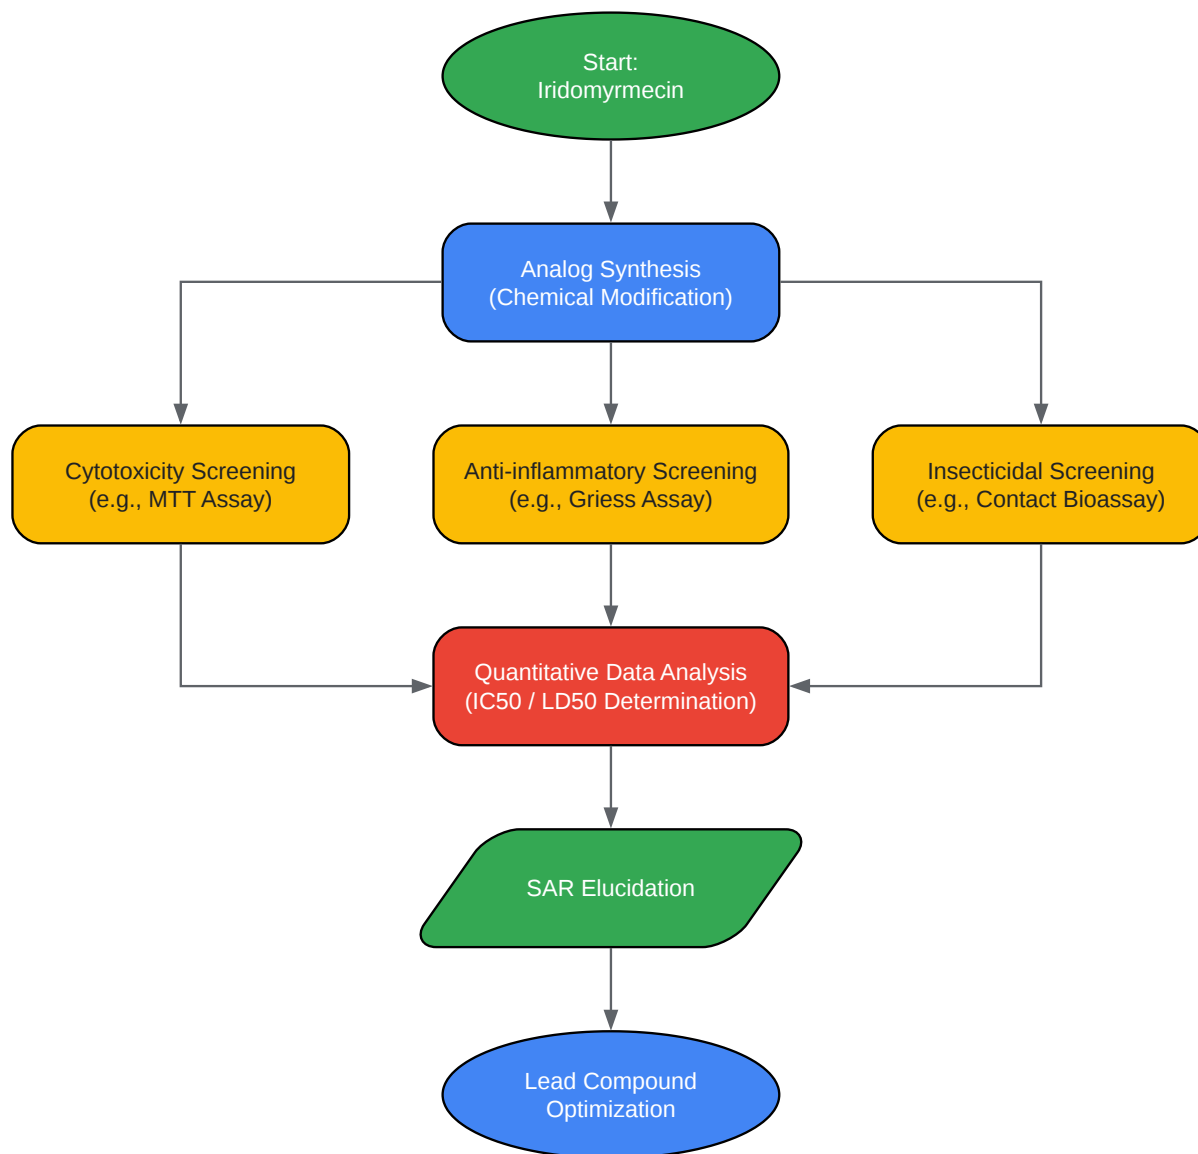 Start:
Iridomyrmecin
Analog Synthesis
(Chemical Modification)
Cytotoxicity Screening
(e.g., MTT Assay)
Anti-inflammatory Screening
(e.g., Griess Assay)
Insecticidal Screening
(e.g., Contact Bioassay)
Quantitative Data Analysis
(IC50 / LD50 Determination)
SAR Elucidation
Lead Compound
Optimization